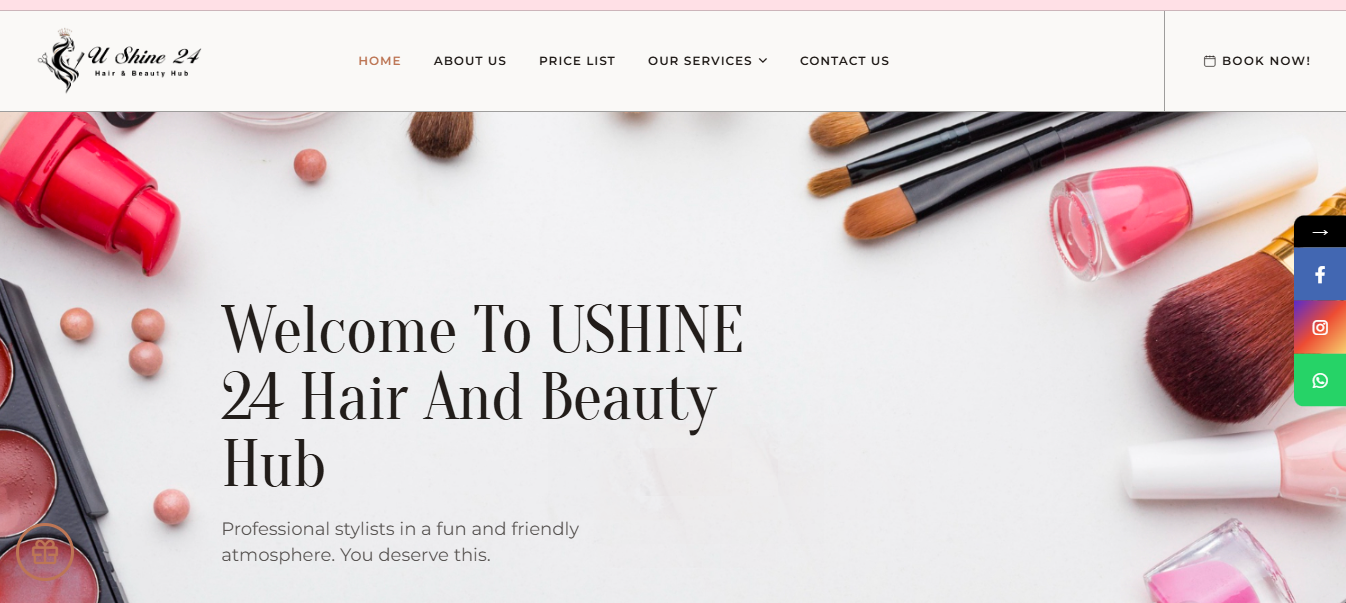 U Shine 24
Hair & Beauty Hub
HOME
ABOUT US
PRICE LIST
OUR SERVICES
CONTACT US
BOOK NOW!
Welcome To USHINE
24 Hair And Beauty
Hub
Professional stylists in a fun and friendly
atmosphere. You deserve this.